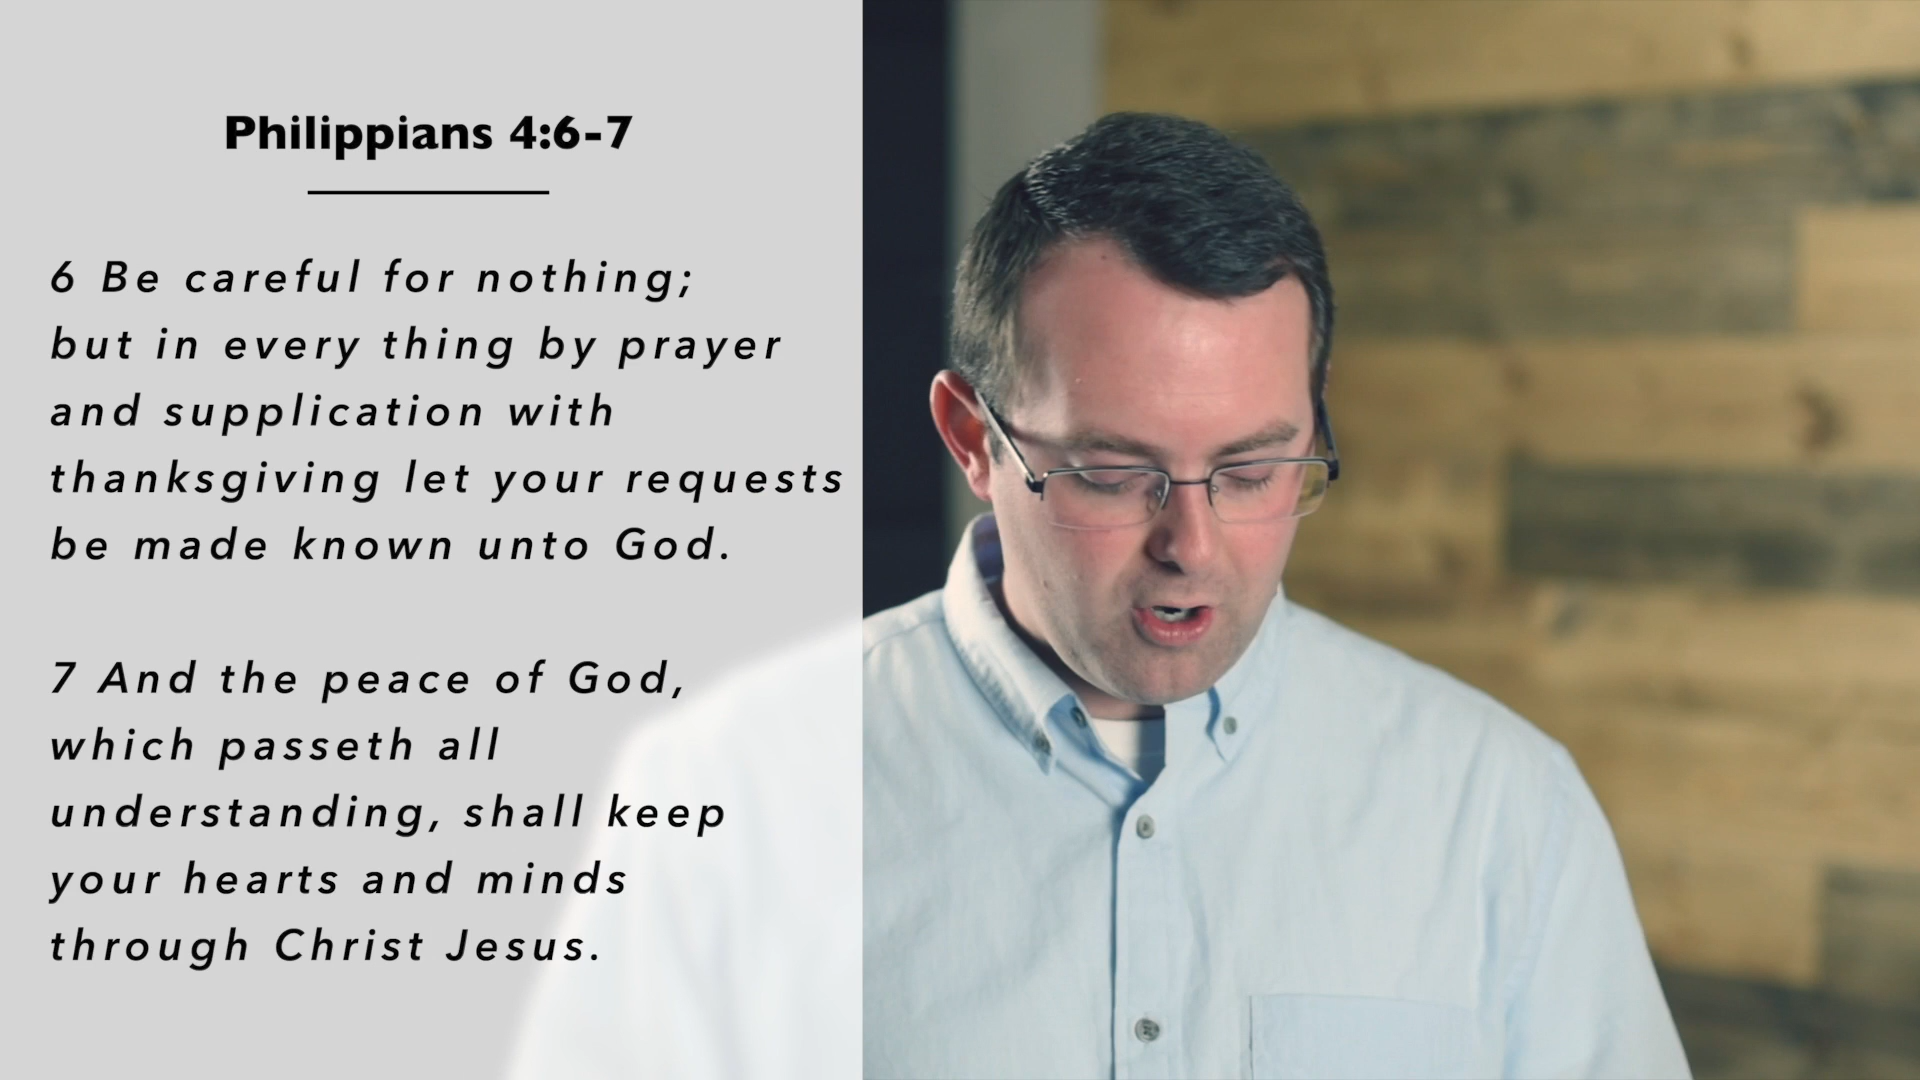 Philippians 4:6-7
6 Be careful for nothing;
but in every thing by prayer
and supplication with
thanksgiving let your requests
be made known unto God.
7 And the peace of God,
which passeth all
understanding, shall keep
your hearts and minds
through Christ Jesus.